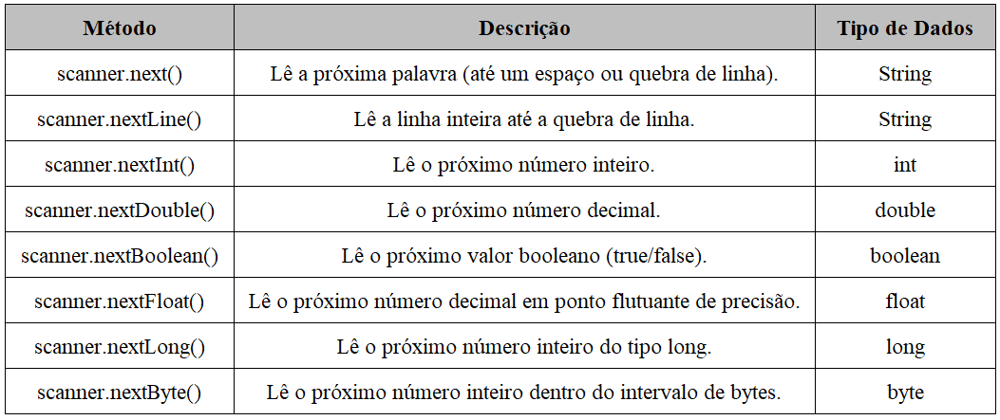 Método Descrição Tipo de Dados
scanner.next() Lê a próxima palavra (até um espaço ou quebra de linha). String
scanner.nextLine() Lê a linha inteira até a quebra de linha. String
scanner.nextInt() Lê o próximo número inteiro. int
scanner.nextDouble() Lê o próximo número decimal. double
scanner.nextBoolean() Lê o próximo valor booleano (true/false). boolean
scanner.nextFloat() Lê o próximo número decimal em ponto flutuante de precisão. float
scanner.nextLong() Lê o próximo número inteiro do tipo long. long
scanner.nextByte() Lê o próximo número inteiro dentro do intervalo de bytes. byte